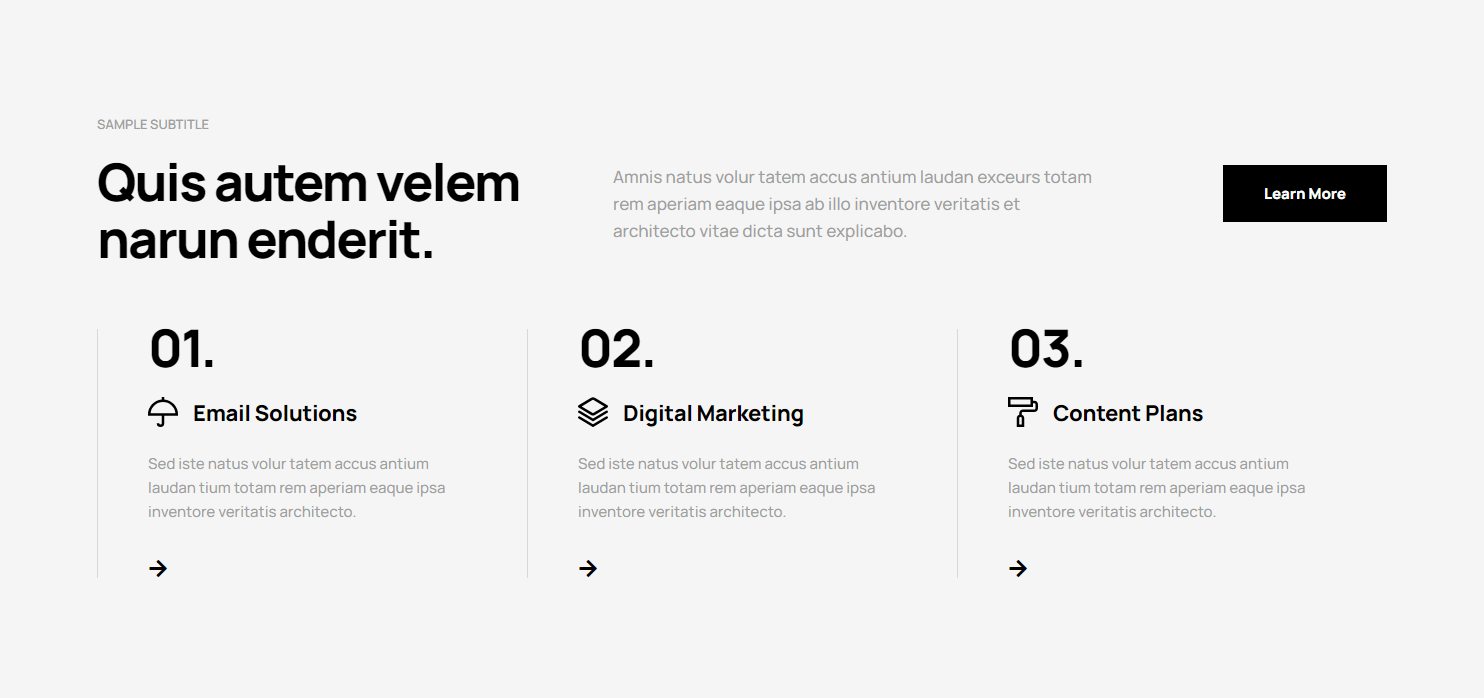 SAMPLE SUBTITLE
Quis autem velem
narun enderit.
Amnis natus volur tatem accus antium laudan exceurs totam
rem aperiam eaque ipsa ab illo inventore veritatis et
architecto vitae dicta sunt explicabo.
Learn More
01.
Email Solutions
Sed iste natus volur tatem accus antium
laudan tium totam rem aperiam eaque ipsa
inventore veritatis architecto.
02.
Digital Marketing
Sed iste natus volur tatem accus antium
laudan tium totam rem aperiam eaque ipsa
inventore veritatis architecto.
03.
Content Plans
Sed iste natus volur tatem accus antium
laudan tium totam rem aperiam eaque ipsa
inventore veritatis architecto.